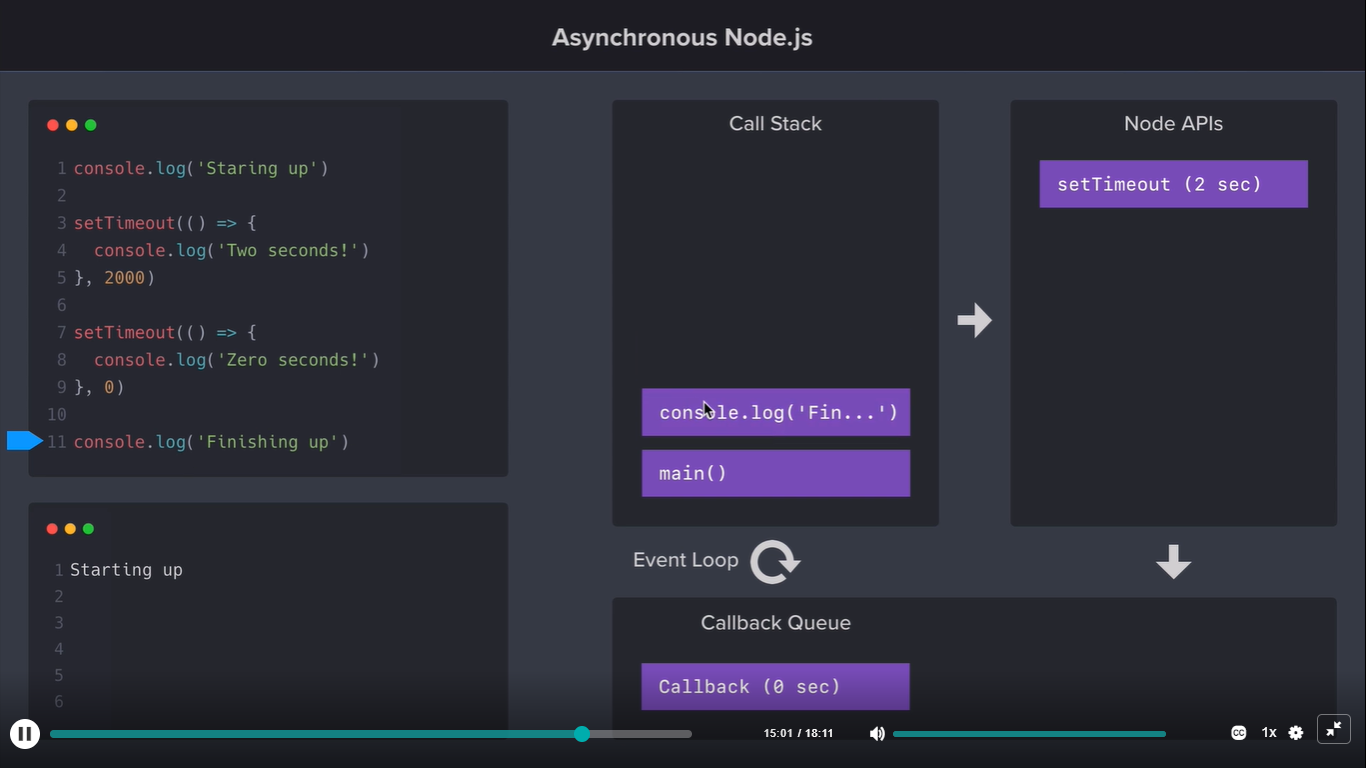 Asynchronous Node.js
1 console.log('Staring up')
2
3 setTimeout(() => {
4   console.log('Two seconds!')
5 }, 2000)
6
7 setTimeout(() => {
8   console.log('Zero seconds!')
9 }, 0)
10
11 console.log('Finishing up')
1 Starting up
2
3
4
5
6
Call Stack
console.log('Fin...')
main()
Node APIs
setTimeout (2 sec)
Event Loop
Callback Queue
Callback (0 sec)
15:01 / 18:11
CC
1x